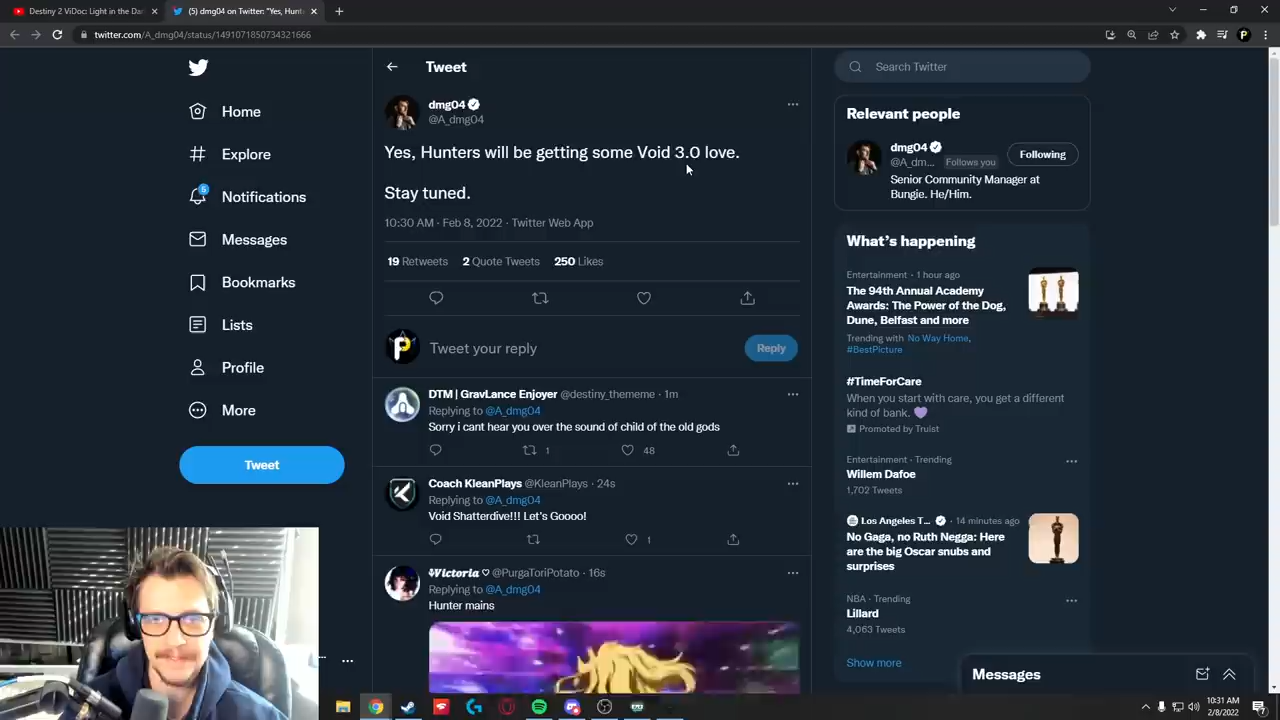 Destiny 2 ViDoc: Light in the Dar
(5) dmg04 on Twitter: "Yes, Hunt
twitter.com/A_dmg04/status/1491071850734321666
Home
Explore
5
Notifications
Messages
Bookmarks
Lists
Profile
More
Tweet
Tweet
dmg04
@A_dmg04
Yes, Hunters will be getting some Void 3.0 love.
Stay tuned.
10:30 AM · Feb 8, 2022 · Twitter Web App
19 Retweets 2 Quote Tweets 250 Likes
Tweet your reply
Reply
DTM | GravLance Enjoyer @destiny_thememe · 1m
Replying to @A_dmg04
Sorry i cant hear you over the sound of child of the old gods
1 48
Coach KleanPlays @KleanPlays · 24s
Replying to @A_dmg04
Void Shatterdive!!! Let's Goooo!
1
Victoria ♡ @PurgaToriPotato · 16s
Replying to @A_dmg04
Hunter mains
Search Twitter
Relevant people
dmg04
@A_dm... Follows you
Following
Senior Community Manager at
Bungie. He/Him.
What's happening
Entertainment · 1 hour ago
The 94th Annual Academy
Awards: The Power of the Dog,
Dune, Belfast and more
Trending with No Way Home,
#BestPicture
#TimeForCare
When you start with care, you get a different
kind of bank. 💜
Promoted by Truist
Entertainment · Trending
Willem Dafoe
1,702 Tweets
Los Angeles T... · 14 minutes ago
No Gaga, no Ruth Negga: Here
are the big Oscar snubs and
surprises
NBA · Trending
Lillard
4,063 Tweets
Show more
Messages
10:31 AM
2/8/2022